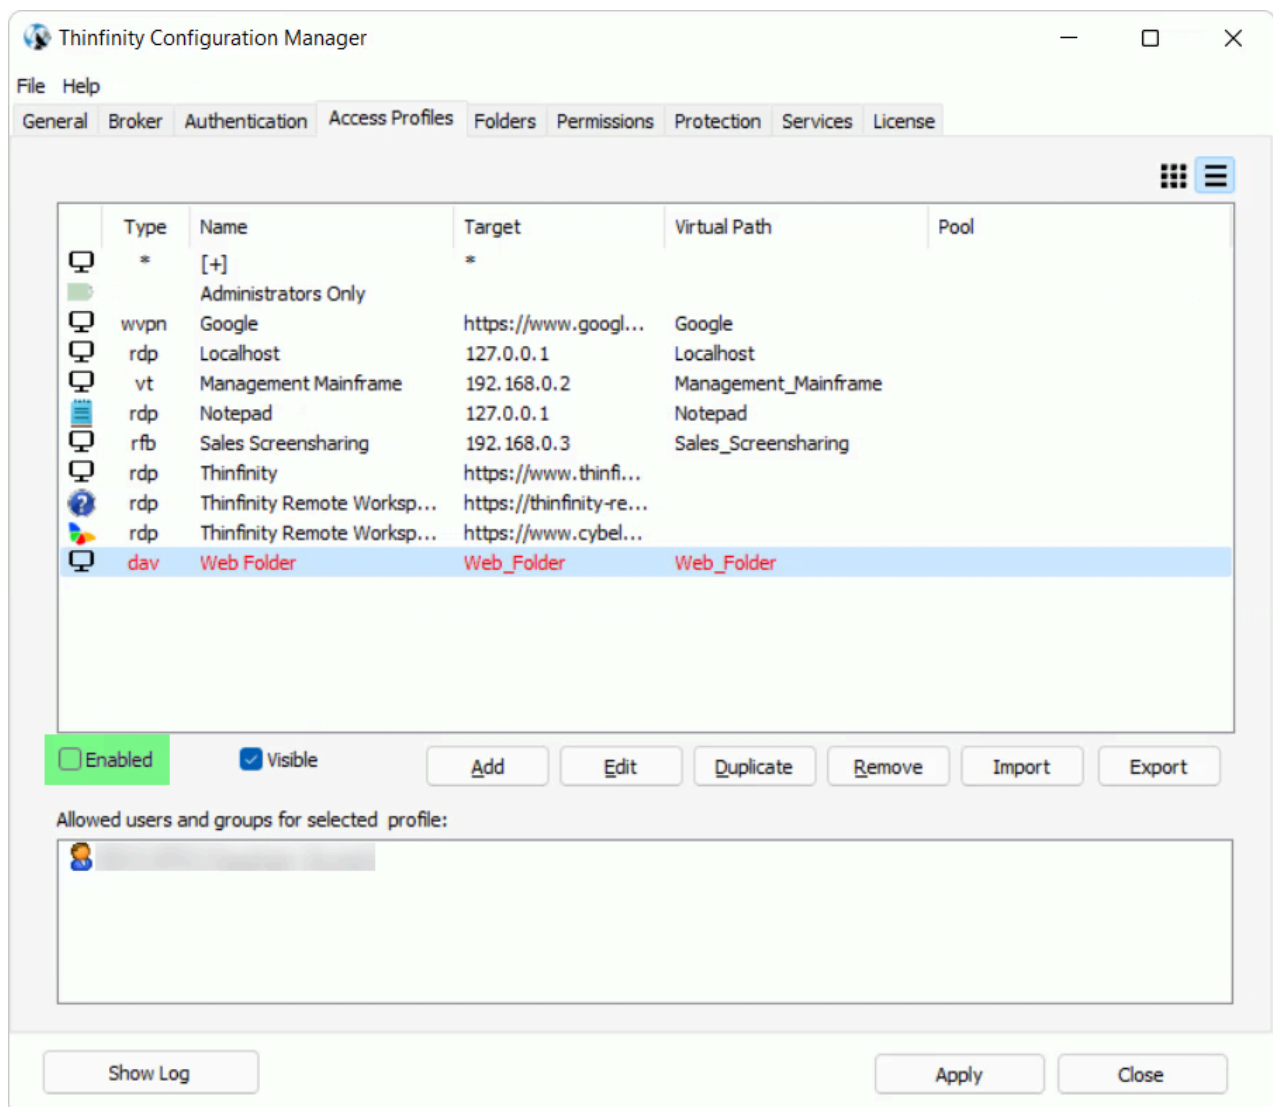 Thinfinity Configuration Manager
File Help
General Broker Authentication Access Profiles Folders Permissions Protection Services License
Type Name Target Virtual Path Pool
* [+] *
Administrators Only
wvpn Google https://www.googl... Google
rdp Localhost 127.0.0.1 Localhost
vt Management Mainframe 192.168.0.2 Management_Mainframe
rdp Notepad 127.0.0.1 Notepad
rfb Sales Screensharing 192.168.0.3 Sales_Screensharing
rdp Thinfinity https://www.thinfi...
rdp Thinfinity Remote Worksp... https://thinfinity-re...
rdp Thinfinity Remote Worksp... https://www.cybel...
dav Web Folder Web_Folder Web_Folder
Enabled Visible Add Edit Duplicate Remove Import Export
Allowed users and groups for selected profile:
Show Log Apply Close